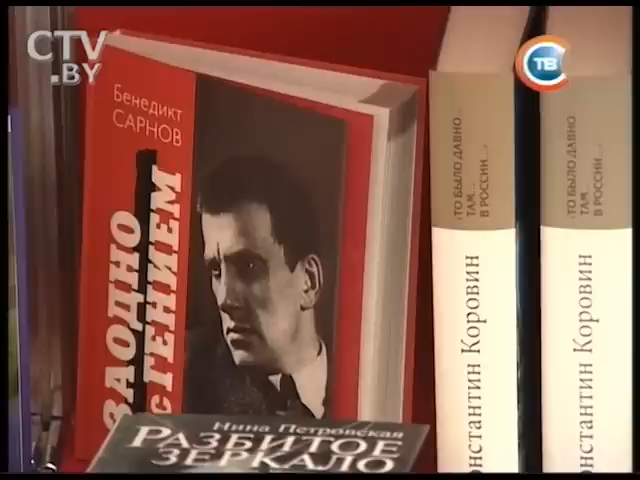 CTV
.BY
ТВ
Бенедикт
САРНОВ
ЗАОДНО
С ГЕНИЕМ
Нина Петровская
РАЗБИТОЕ
ЗЕРКАЛО
«ТО БЫЛО ДАВНО...
ТАМ...
В РОССИИ...»
онстантин Коровин
«ТО БЫЛО ДАВНО
ТАМ...
В РОССИИ...»
онстантин Коровин